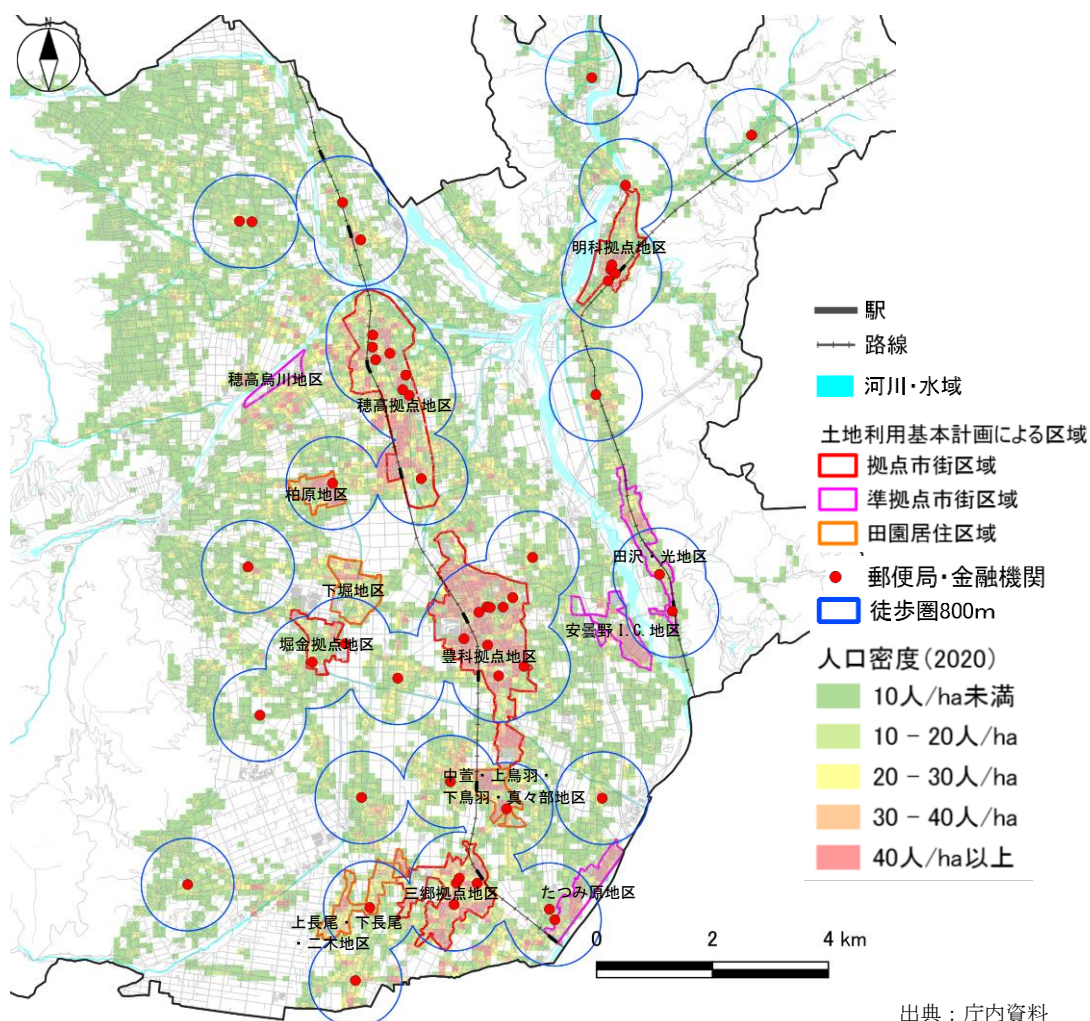 N
明科拠点地区
穂高烏川地区
穂高拠点地区
柏原地区
田沢・光地区
下堀地区
安曇野I.C.地区
堀金拠点地区
豊科拠点地区
中萱・上鳥羽・
下鳥羽・真々部地区
三郷拠点地区
たつみ原地区
上長尾・下長尾
・二木地区
駅
路線
河川・水域
土地利用基本計画による区域
拠点市街区域
準拠点市街区域
田園居住区域
郵便局・金融機関
徒歩圏800m
人口密度(2020)
10人/ha未満
10 - 20人/ha
20 - 30人/ha
30 - 40人/ha
40人/ha以上
0 2 4 km
出典：庁内資料